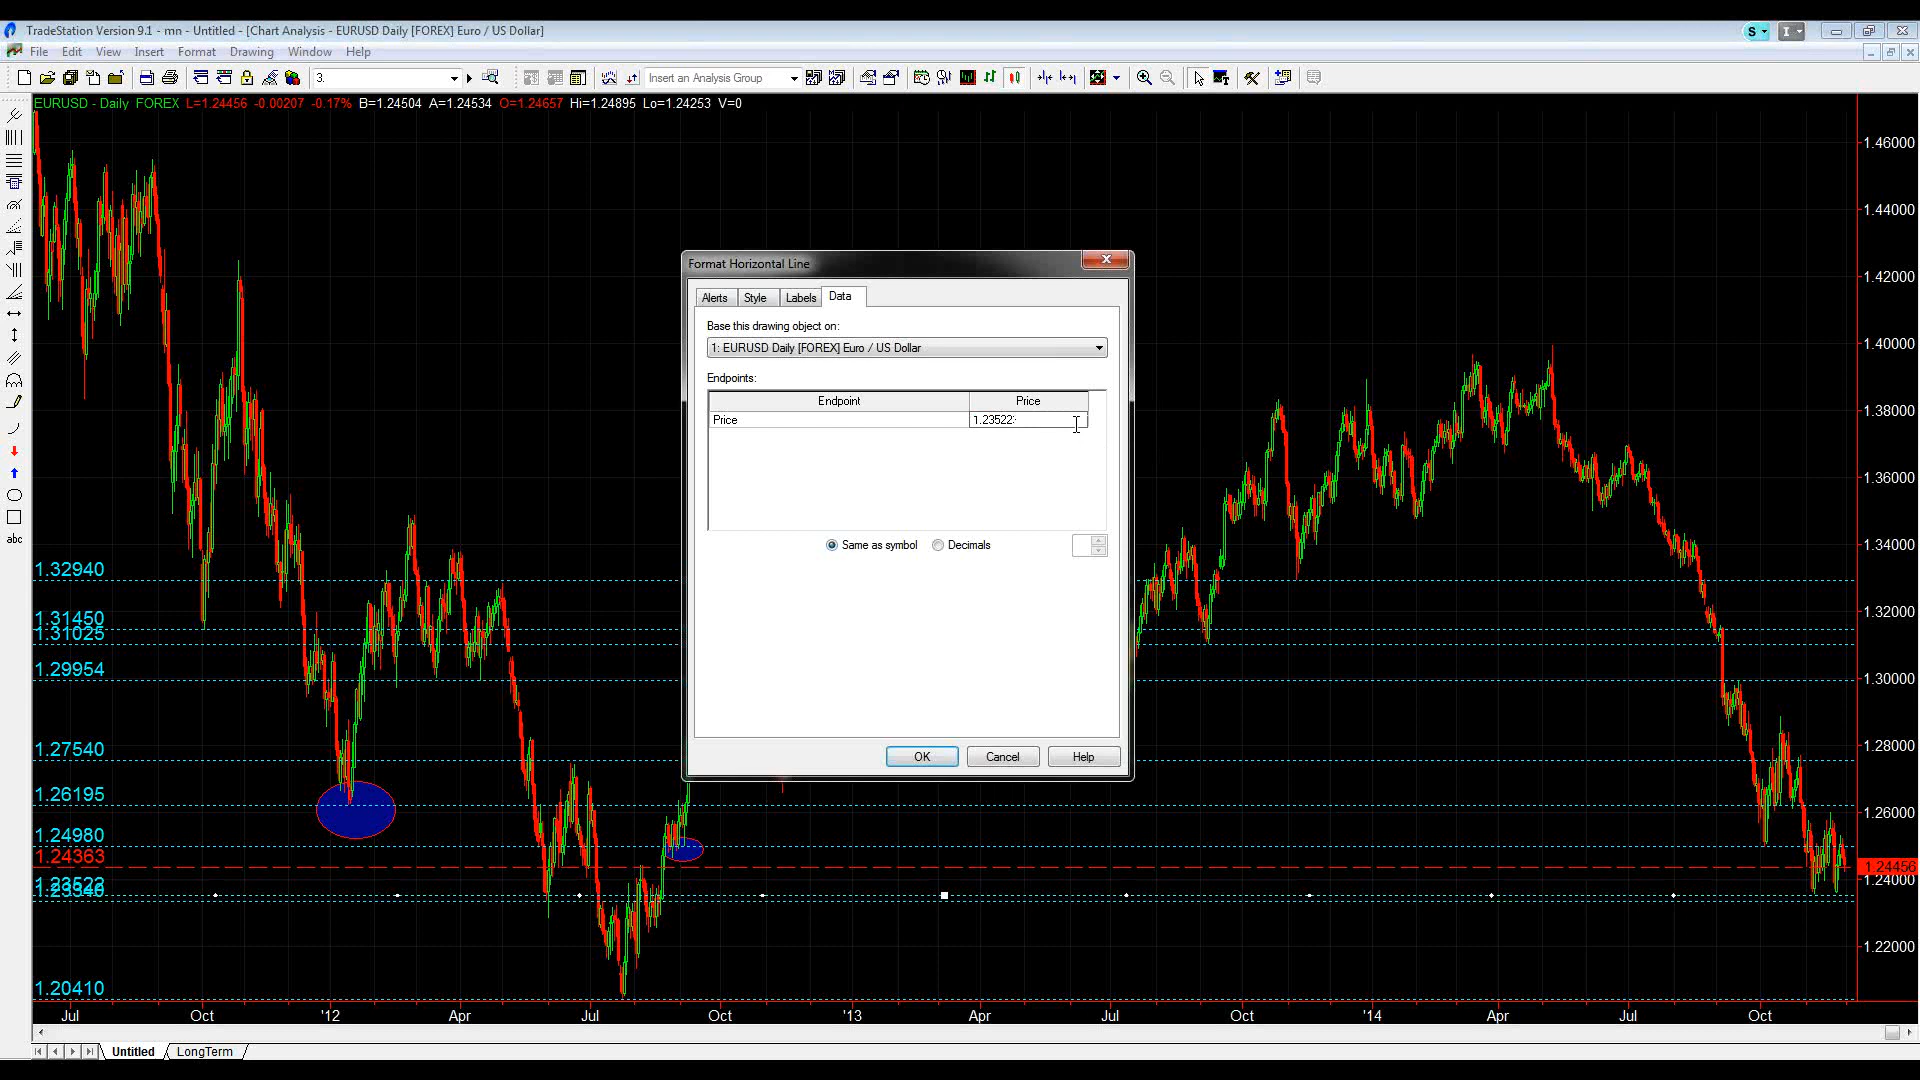 TradeStation Version 9.1 - mn - Untitled - [Chart Analysis - EURUSD Daily [FOREX] Euro / US Dollar]
S
I
File Edit View Insert Format Drawing Window Help
3.
Insert an Analysis Group
EURUSD - Daily FOREX L=1.24456 -0.00207 -0.17% B=1.24504 A=1.24534 O=1.24657 Hi=1.24895 Lo=1.24253 V=0
abc
Format Horizontal Line
Alerts Style Labels Data
Base this drawing object on:
1: EURUSD Daily [FOREX] Euro / US Dollar
Endpoints:
Endpoint Price
Price 1.23522
Same as symbol Decimals
OK Cancel Help
1.32940
1.31450
1.31025
1.29954
1.27540
1.26195
1.24980
1.24363
1.23522
1.20410
1.46000
1.44000
1.42000
1.40000
1.38000
1.36000
1.34000
1.32000
1.30000
1.28000
1.26000
1.24456
1.24000
1.22000
Jul Oct '12 Apr Jul Oct '13 Apr Jul Oct '14 Apr Jul Oct
Untitled LongTerm